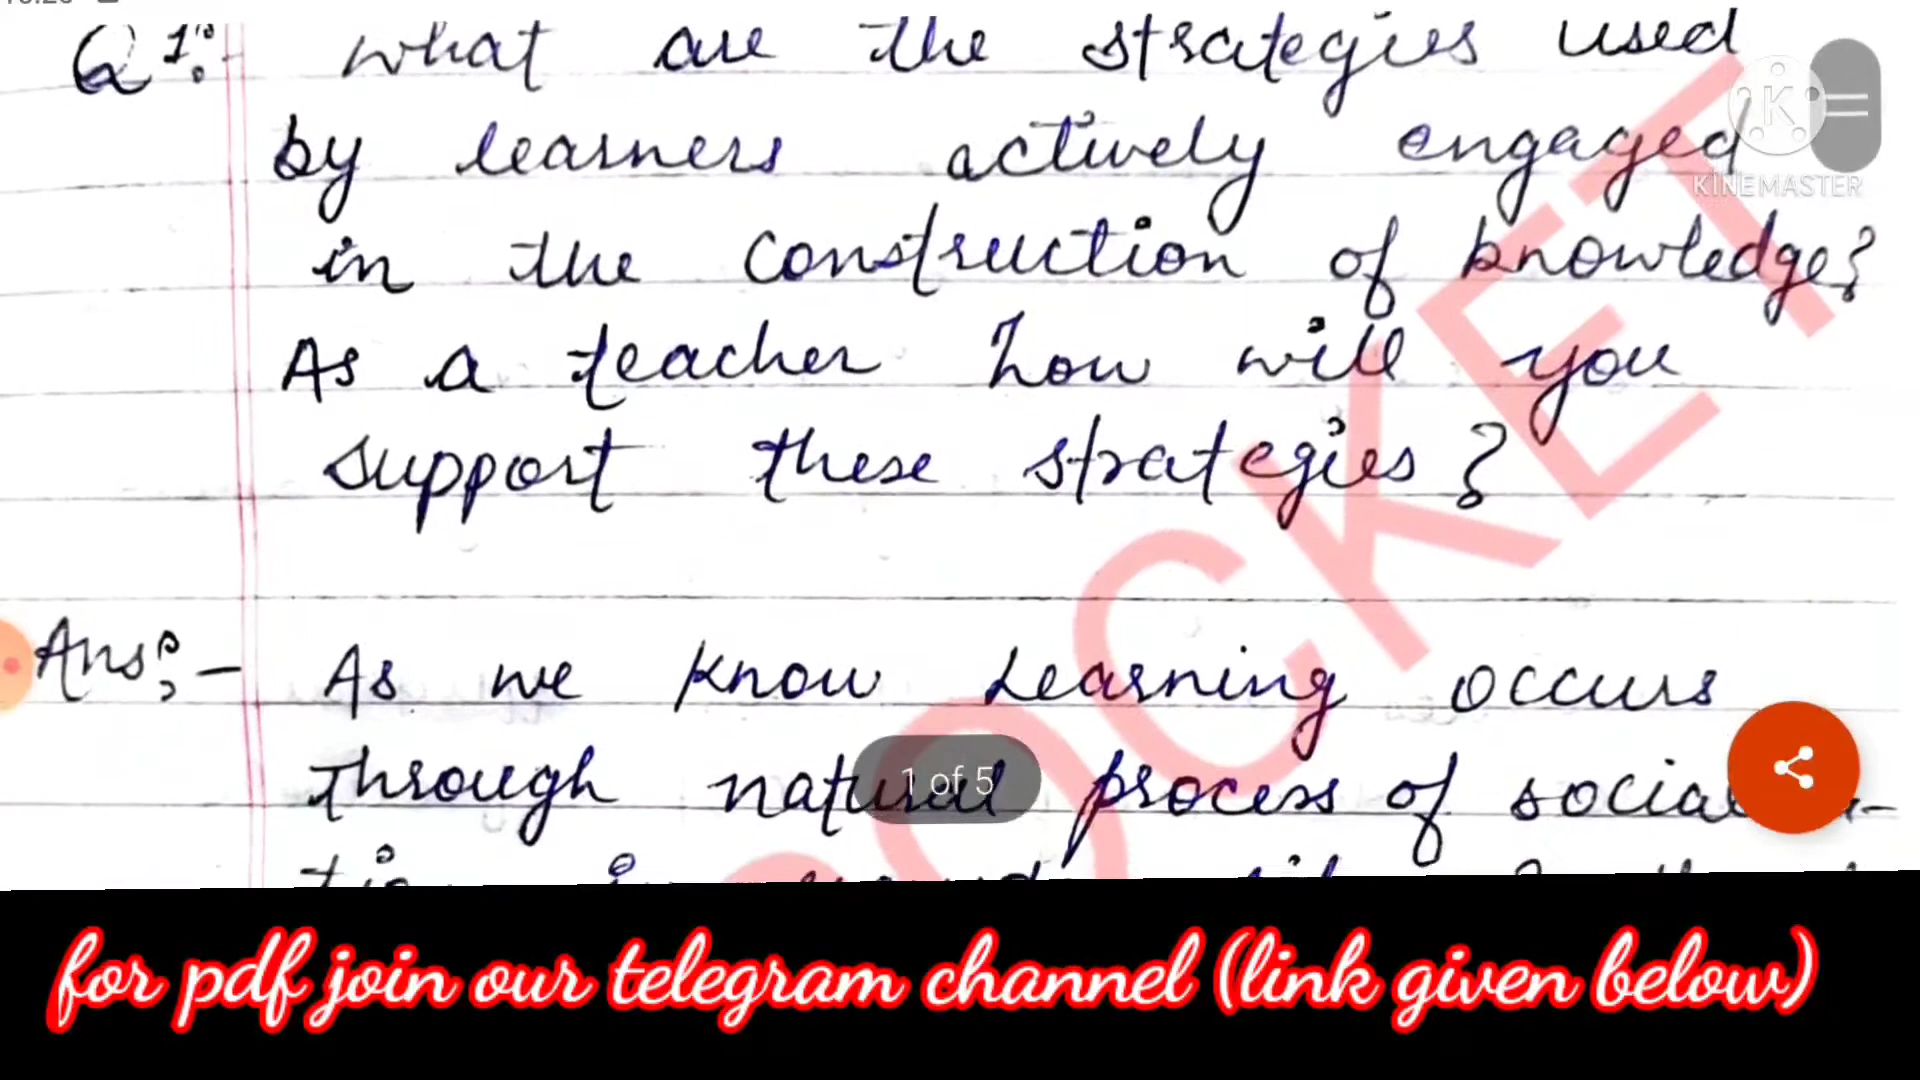 Q1:- What are the strategies used
by learners actively engaged
in the construction of knowledge?
As a teacher how will you
support these strategies?
Ans:- As we know Learning occurs
through natural process of social
KINEMASTER
1 of 5
for pdf join our telegram channel (link given below)